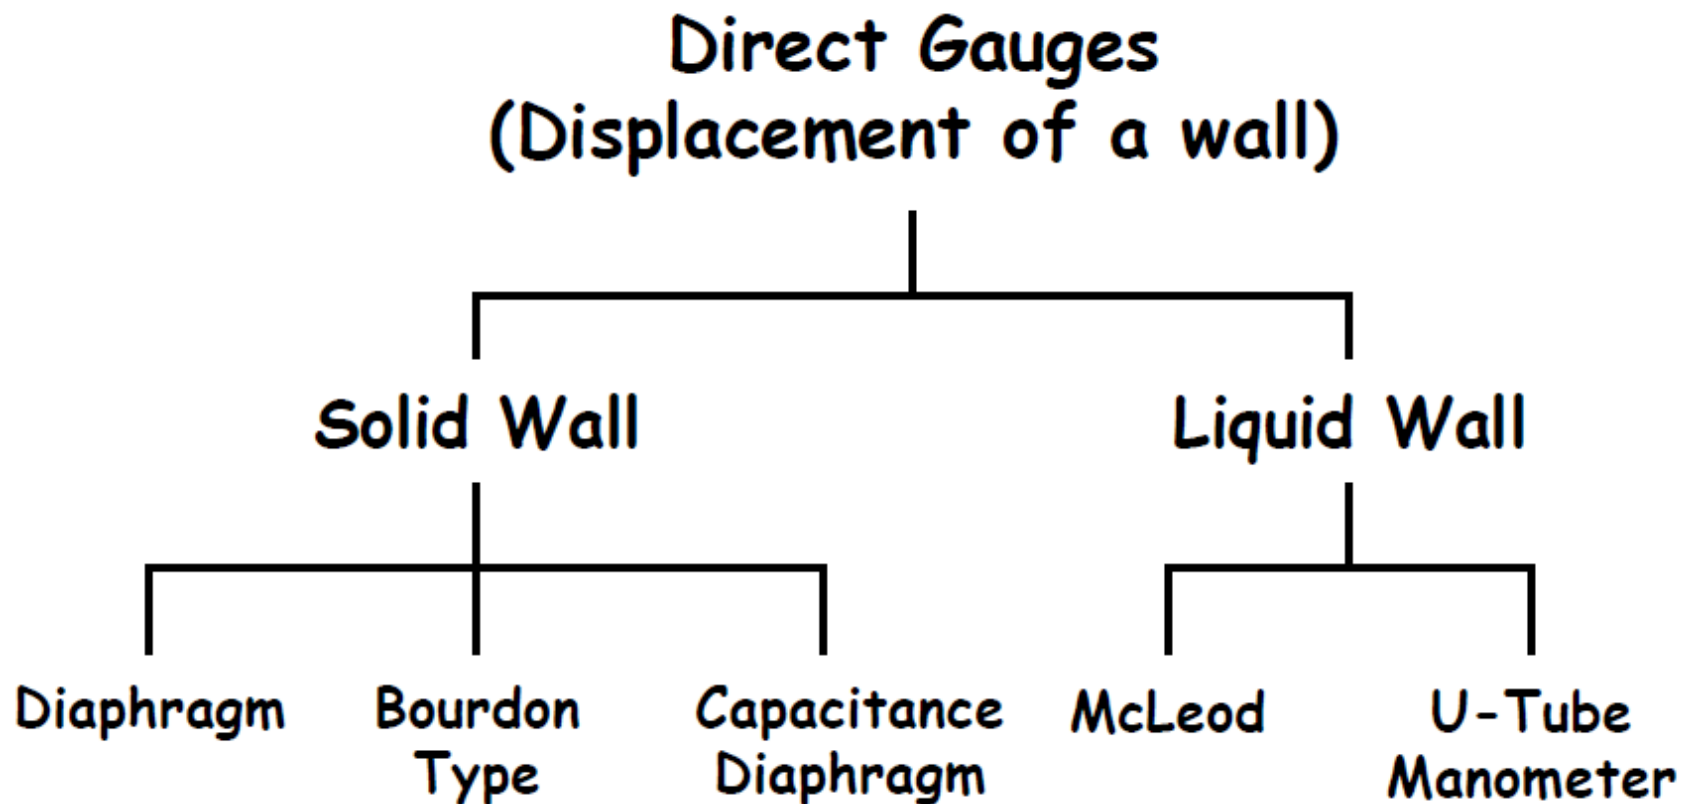 Direct Gauges
(Displacement of a wall)
Solid Wall
Liquid Wall
Diaphragm
Bourdon
Type
Capacitance
Diaphragm
McLeod
U-Tube
Manometer